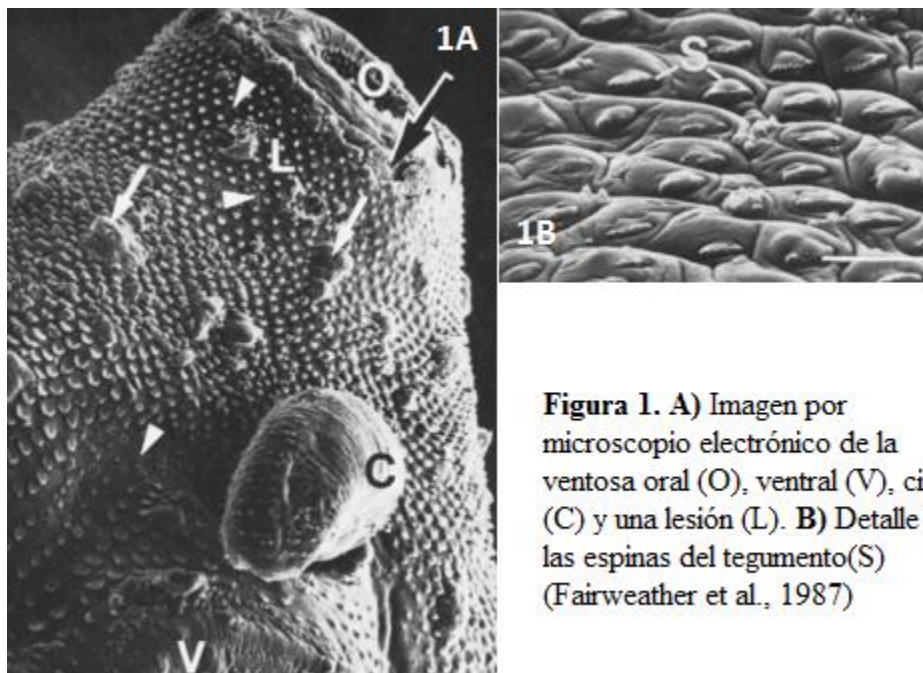 1A
O
L
C
V
S
1B
Figura 1. A) Imagen por
microscopio electrónico de la
ventosa oral (O), ventral (V),
(C) y una lesión (L). B) Detalle
las espinas del tegumento(S)
(Fairweather et al., 1987)